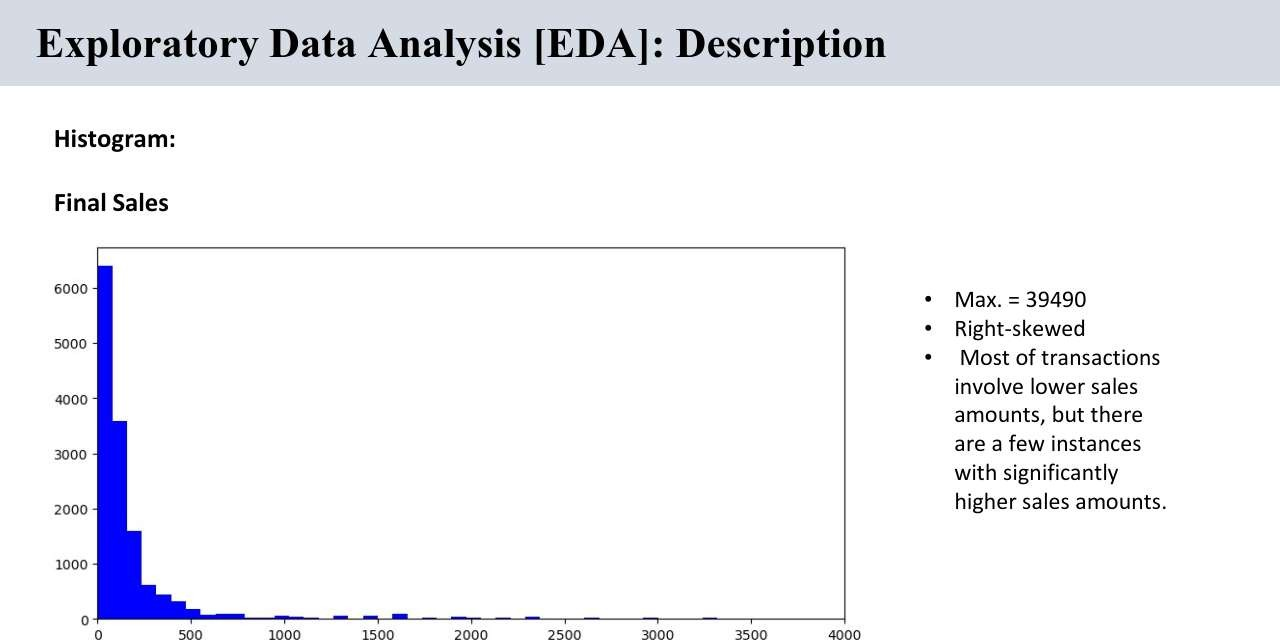 Exploratory Data Analysis [EDA]: Description
Histogram:
Final Sales
6000
5000
4000
3000
2000
1000
0
0 500 1000 1500 2000 2500 3000 3500 4000
• Max. = 39490
• Right-skewed
• Most of transactions
involve lower sales
amounts, but there
are a few instances
with significantly
higher sales amounts.